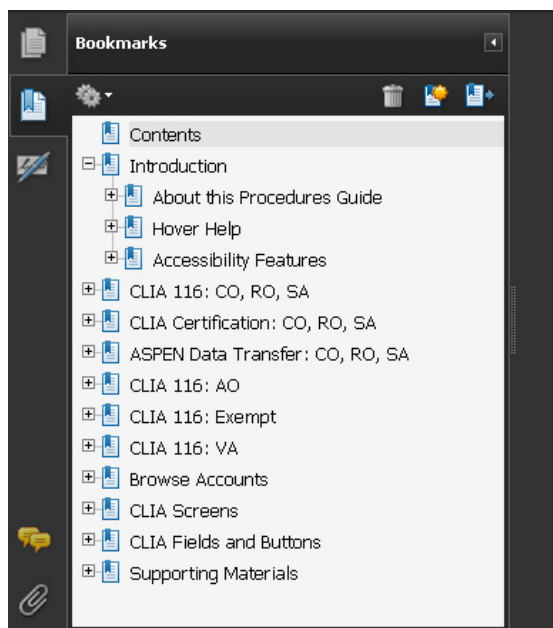 Bookmarks
Contents
Introduction
About this Procedures Guide
Hover Help
Accessibility Features
CLIA 116: CO, RO, SA
CLIA Certification: CO, RO, SA
ASPEN Data Transfer: CO, RO, SA
CLIA 116: AO
CLIA 116: Exempt
CLIA 116: VA
Browse Accounts
CLIA Screens
CLIA Fields and Buttons
Supporting Materials